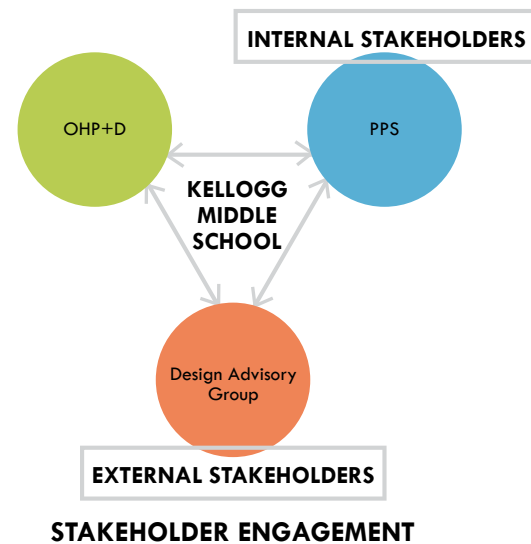 INTERNAL STAKEHOLDERS
OHP+D
PPS
KELLOGG
MIDDLE
SCHOOL
Design Advisory
Group
EXTERNAL STAKEHOLDERS
STAKEHOLDER ENGAGEMENT